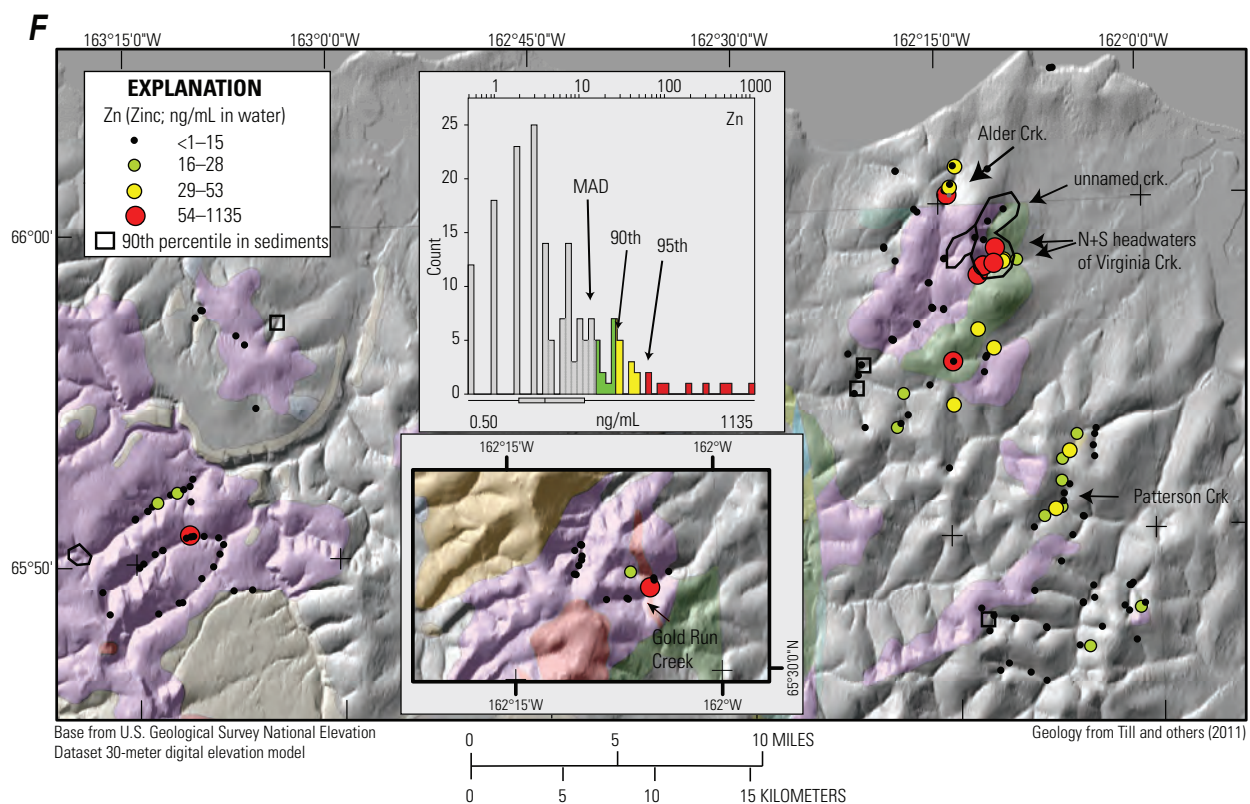 F
163°15'0"W
163°0'0"W
162°45'0"W
162°30'0"W
162°15'0"W
162°0'0"W
EXPLANATION
Zn (Zinc; ng/mL in water)
<1–15
16–28
29–53
54–1135
90th percentile in sediments
1
10
100
1000
Zn
25
20
15
10
5
0
Count
MAD
90th
95th
0.50
ng/mL
1135
Alder Crk.
unnamed crk.
N+S headwaters
of Virginia Crk.
66°00'
Patterson Crk
65°50'
162°15'W
162°W
Gold Run
Creek
65°30'0"N
162°15'W
162°W
Base from U.S. Geological Survey National Elevation
Dataset 30-meter digital elevation model
Geology from Till and others (2011)
0
5
10 MILES
0
5
10
15 KILOMETERS